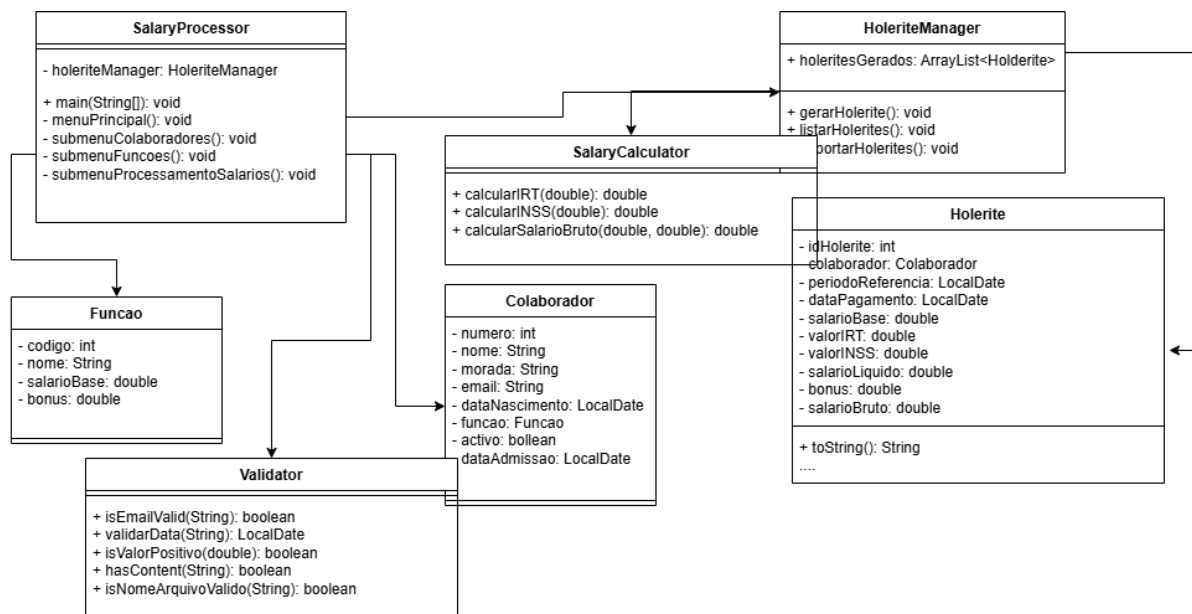 SalaryProcessor
- holeriteManager: HoleriteManager
+ main(String[]): void
- menuPrincipal(): void
- submenuColaboradores(): void
- submenuFuncoes(): void
- submenuProcessamentoSalarios(): void
HoleriteManager
+ holeritesGerados: ArrayList<Holderite>
+ gerarHolerite(): void
+ listarHolerites(): void
portarHolerites(): void
SalaryCalculator
+ calcularIRT(double): double
+ calcularINSS(double): double
+ calcularSalarioBruto(double, double): double
Holerite
- idHolerite: int
colaborador: Colaborador
- periodoReferencia: LocalDate
- dataPagamento: LocalDate
- salarioBase: double
- valorIRT: double
- valorINSS: double
- salarioLiquido: double
- bonus: double
- salarioBruto: double
+ toString(): String
....
Funcao
- codigo: int
- nome: String
- salarioBase: double
- bonus: double
Colaborador
- numero: int
- nome: String
- morada: String
- email: String
- dataNascimento: LocalDate
- funcao: Funcao
- activo: bollean
dataAdmissao: LocalDate
Validator
+ isEmailValid(String): boolean
+ validarData(String): LocalDate
+ isValorPositivo(double): boolean
+ hasContent(String): boolean
+ isNomeArquivoValido(String): boolean